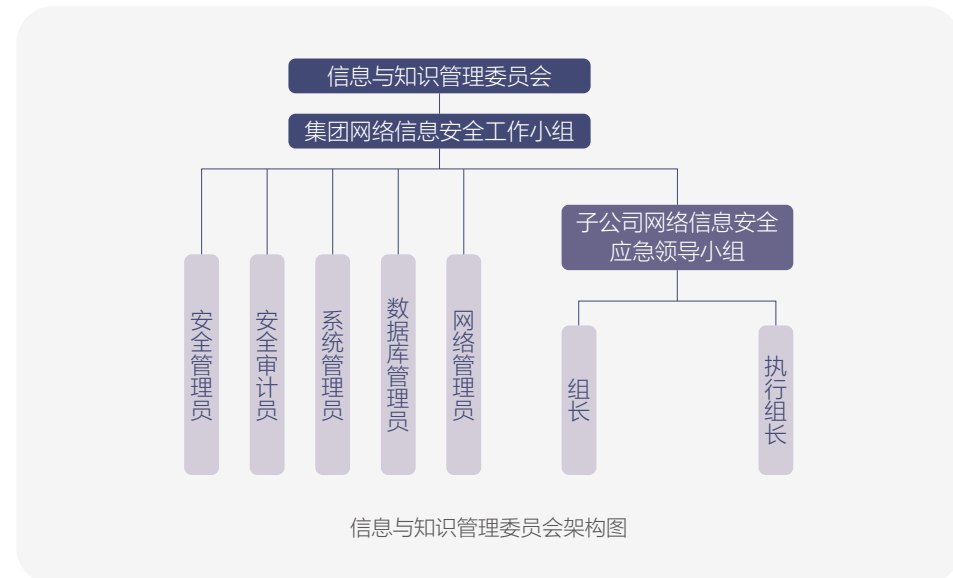 信息与知识管理委员会
集团网络信息安全工作小组
子公司网络信息安全
应急领导小组
安全管理员
安全审计员
系统管理员
数据库管理员
网络管理员
组长
执行组长
信息与知识管理委员会架构图